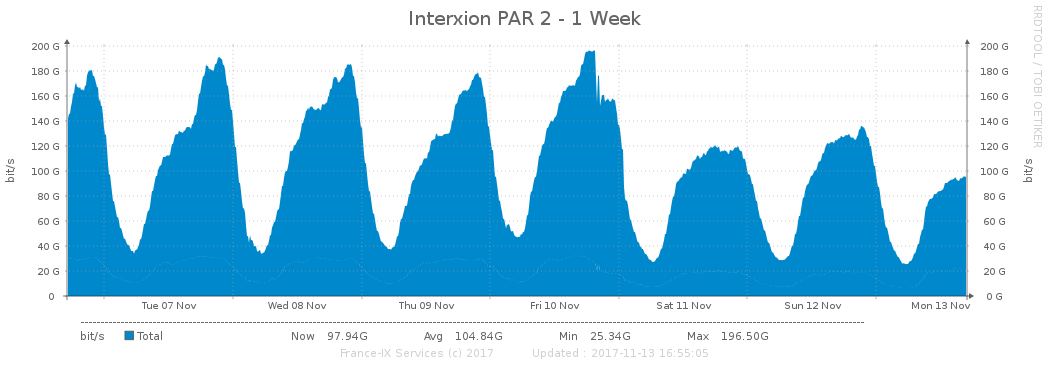 Interxion PAR 2 - 1 Week
RRDTOOL / TOBI OETIKER
bit/s
200 G 200 G
180 G 180 G
160 G 160 G
140 G 140 G
120 G 120 G
100 G 100 G
80 G 80 G
60 G 60 G
40 G 40 G
20 G 20 G
0 0 G
bit/s
Tue 07 Nov Wed 08 Nov Thu 09 Nov Fri 10 Nov Sat 11 Nov Sun 12 Nov Mon 13 Nov
bit/s Total Now 97.94G Avg 104.84G Min 25.34G Max 196.50G
France-IX Services (c) 2017 Updated : 2017-11-13 16:55:05